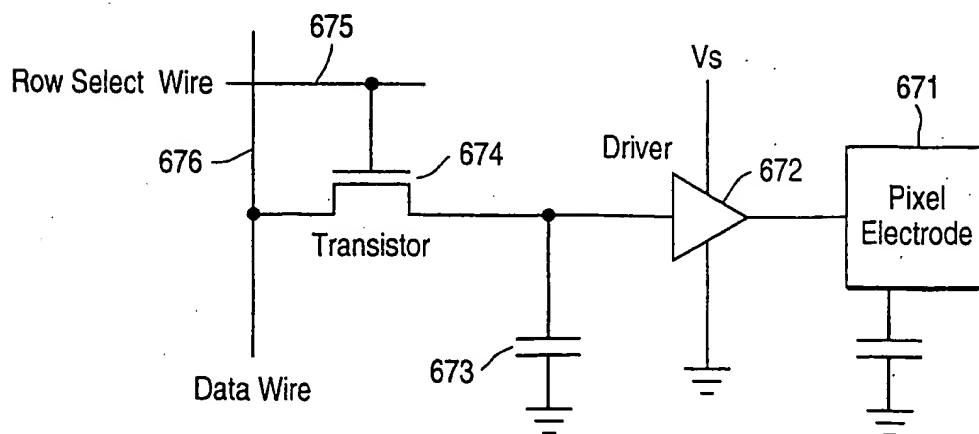 675
Row Select Wire
Vs
671
676
674
Driver
672
Pixel
Electrode
Transistor
673
Data Wire